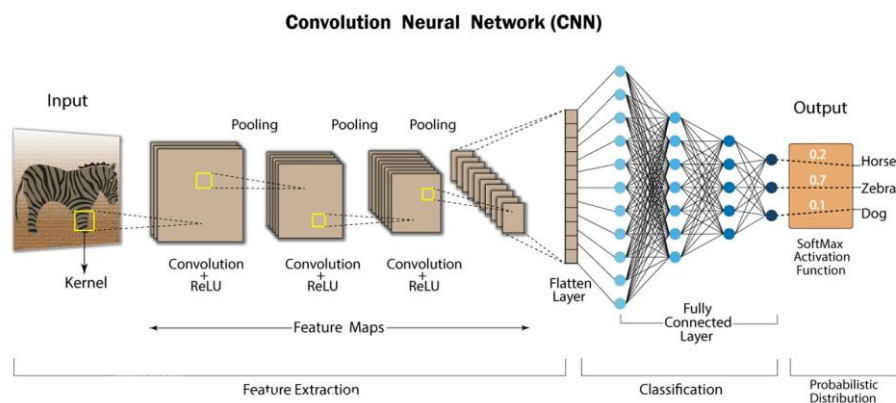 Convolution Neural Network (CNN)
Input
Output
Pooling
Pooling
Pooling
0.2
Horse
0.7
Zebra
0.1
Dog
Kernel
Convolution
+
ReLU
Convolution
+
ReLU
Convolution
+
ReLU
Flatten
Layer
SoftMax
Activation
Function
Feature Maps
Fully
Connected
Layer
Feature Extraction
Classification
Probabilistic
Distribution